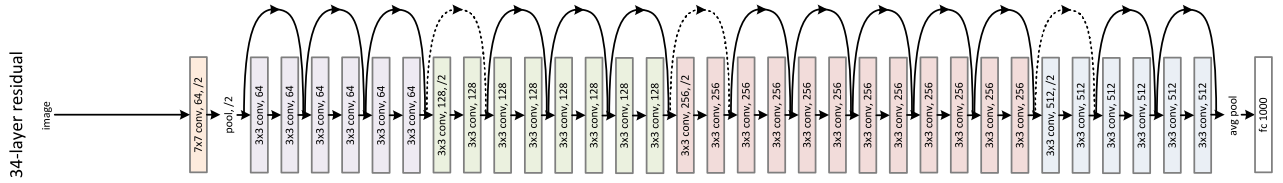 34-layer residual
image
7x7 conv, 64, /2
pool, /2
3x3 conv, 64
3x3 conv, 64
3x3 conv, 64
3x3 conv, 64
3x3 conv, 64
3x3 conv, 64
3x3 conv, 128, /2
3x3 conv, 128
3x3 conv, 128
3x3 conv, 128
3x3 conv, 128
3x3 conv, 128
3x3 conv, 128
3x3 conv, 128
3x3 conv, 256, /2
3x3 conv, 256
3x3 conv, 256
3x3 conv, 256
3x3 conv, 256
3x3 conv, 256
3x3 conv, 256
3x3 conv, 256
3x3 conv, 256
3x3 conv, 256
3x3 conv, 256
3x3 conv, 256
3x3 conv, 512, /2
3x3 conv, 512
3x3 conv, 512
3x3 conv, 512
3x3 conv, 512
3x3 conv, 512
avg pool
fc 1000